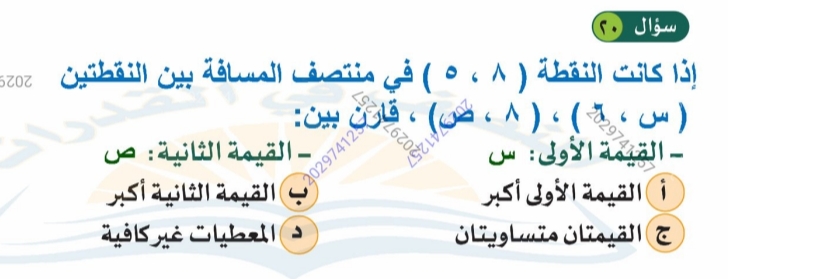 سؤال ٢٠
إذا كانت النقطة ( ٨ ، ٥ ) في منتصف المسافة بين النقطتين
( س ، ٦ ) ، ( ٨ ، ص ) ، قارن بين:
- القيمة الأولى: س - القيمة الثانية: ص
أ القيمة الأولى أكبر ب القيمة الثانية أكبر
ج القيمتان متساويتان د المعطيات غير كافية